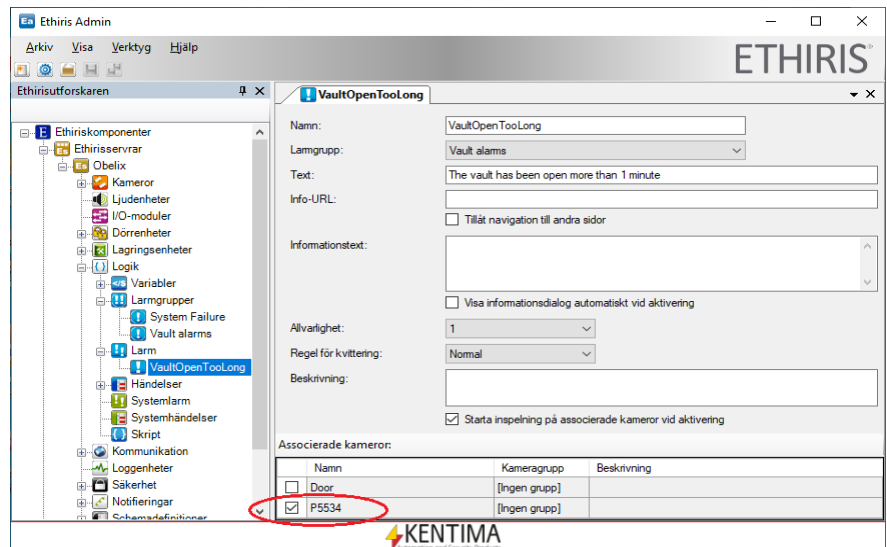 Ea Ethiris Admin
Arkiv Visa Verktyg Hjälp
ETHIRIS®
Ethirisutforskaren
VaultOpenTooLong
E Ethiriskomponenter
Es Ethirisservrar
Es Obelix
Kameror
Ljudenheter
I/O-moduler
Dörrenheter
Lagringsenheter
Logik
Variabler
Larmgrupper
System Failure
Vault alarms
Larm
VaultOpenTooLong
Händelser
Systemlarm
Systemhändelser
Skript
Kommunikation
Loggenheter
Säkerhet
Notifieringar
Schemadefinitioner
Namn: VaultOpenTooLong
Larmgrupp: Vault alarms
Text: The vault has been open more than 1 minute
Info-URL:
Tillåt navigation till andra sidor
Informationstext:
Visa informationsdialog automatiskt vid aktivering
Allvarlighet: 1
Regel för kvittering: Normal
Beskrivning:
Starta inspelning på associerade kameror vid aktivering
Associerade kameror:
Namn Kameragrupp Beskrivning
Door [Ingen grupp]
P5534 [Ingen grupp]
KENTIMA